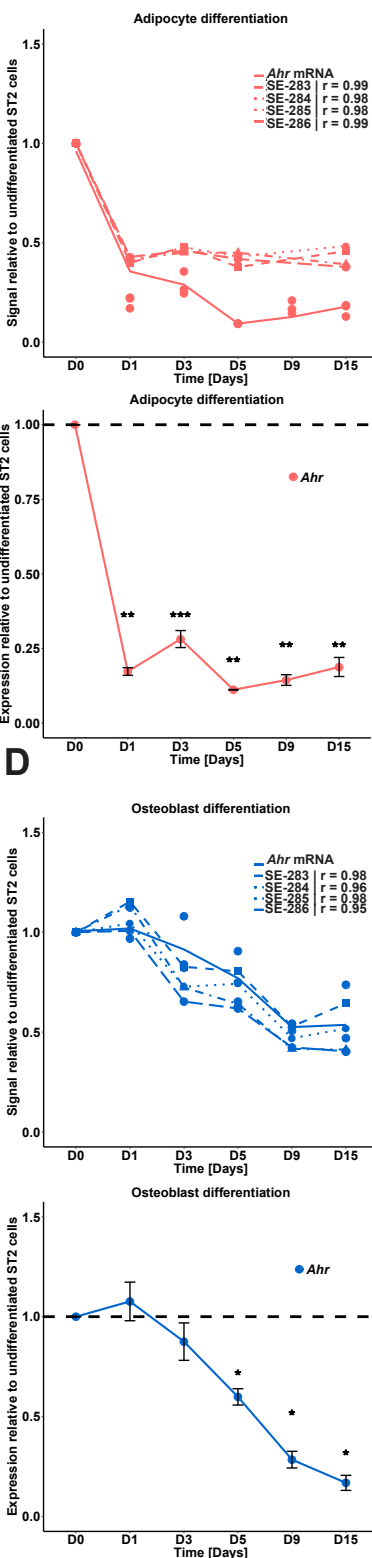 Adipocyte differentiation
Signal relative to undifferentiated ST2 cells
1.5
1.0
0.5
0.0
Ahr mRNA
SE-283 | r = 0.99
SE-284 | r = 0.98
SE-285 | r = 0.98
SE-286 | r = 0.99
D0 D1 D3 D5 D9 D15
Time [Days]
Adipocyte differentiation
Expression relative to undifferentiated ST2 cells
1.00
0.75
0.50
0.25
0.00
Ahr
** *** ** ** **
D0 D1 D3 D5 D9 D15
Time [Days]
D
Osteoblast differentiation
Signal relative to undifferentiated ST2 cells
1.5
1.0
0.5
0.0
Ahr mRNA
SE-283 | r = 0.98
SE-284 | r = 0.96
SE-285 | r = 0.98
SE-286 | r = 0.95
D0 D1 D3 D5 D9 D15
Time [Days]
Osteoblast differentiation
Expression relative to undifferentiated ST2 cells
1.5
1.0
0.5
0.0
Ahr
* * *
D0 D1 D3 D5 D9 D15
Time [Days]